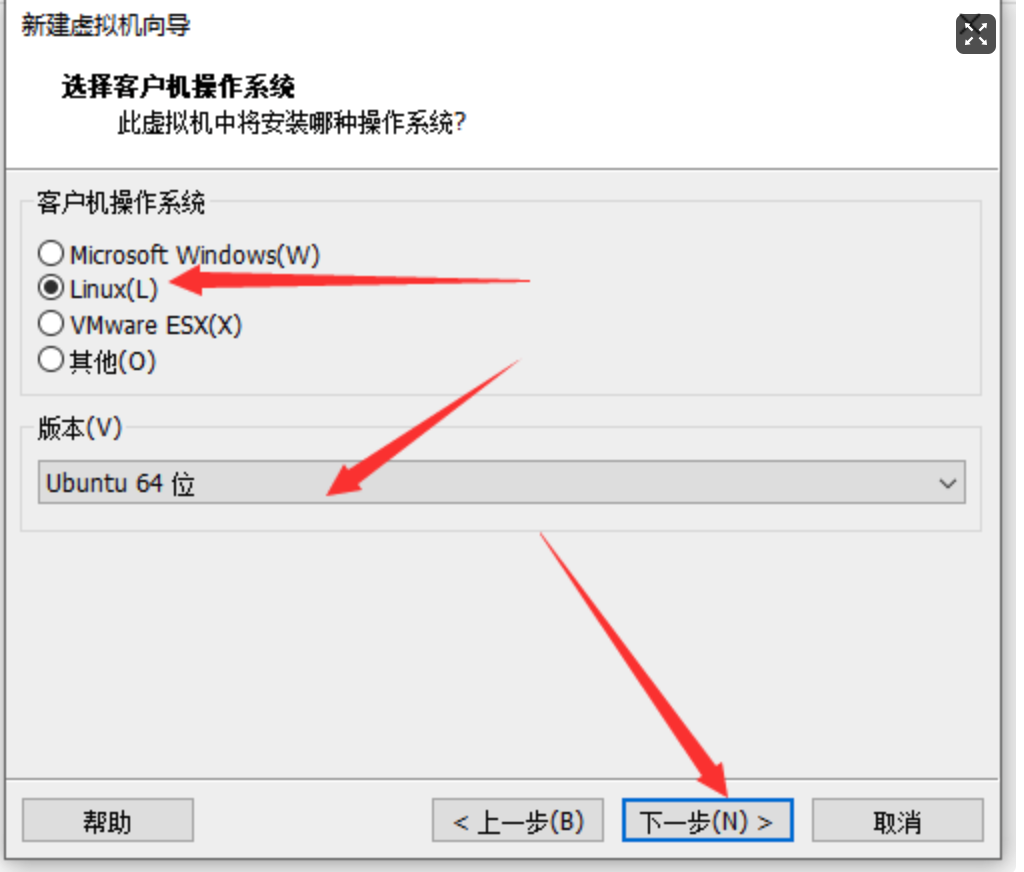 新建虚拟机向导
选择客户机操作系统
此虚拟机中将安装哪种操作系统?
客户机操作系统
Microsoft Windows(W)
Linux(L)
VMware ESX(X)
其他(O)
版本(V)
Ubuntu 64 位
帮助
< 上一步(B)
下一步(N) >
取消